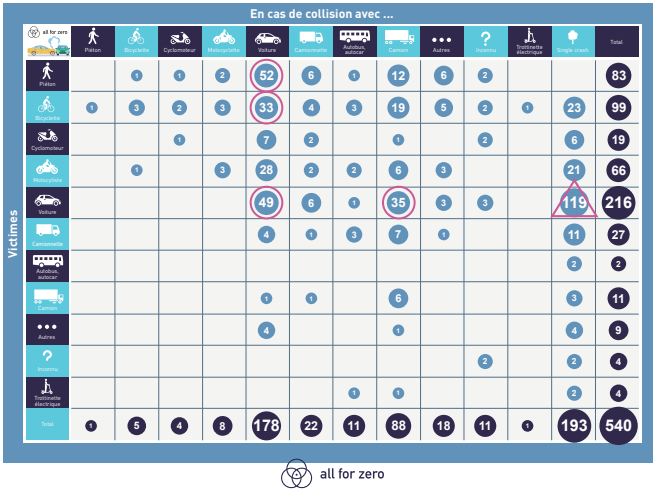 En cas de collision avec ...
all for zero
Piéton Bicyclette Cyclomoteur Motocyclette Voiture Camionnette Autobus, autocar Camion Autres Inconnu Trottinette électrique Single crash Total
Victimes
Piéton 1 1 2 52 6 1 12 6 2 83
Bicyclette 1 3 2 3 33 4 3 19 5 2 1 23 99
Cyclomoteur 1 7 2 1 2 6 19
Motocyclette 1 3 28 2 2 6 3 21 66
Voiture 49 6 1 35 3 3 119 216
Camionnette 4 1 3 7 1 11 27
Autobus, autocar 2 2
Camion 1 1 6 3 11
Autres 4 1 4 9
Inconnu 2 2 4
Trottinette électrique 1 1 2 4
Total 1 5 4 8 178 22 11 88 18 11 1 193 540
all for zero